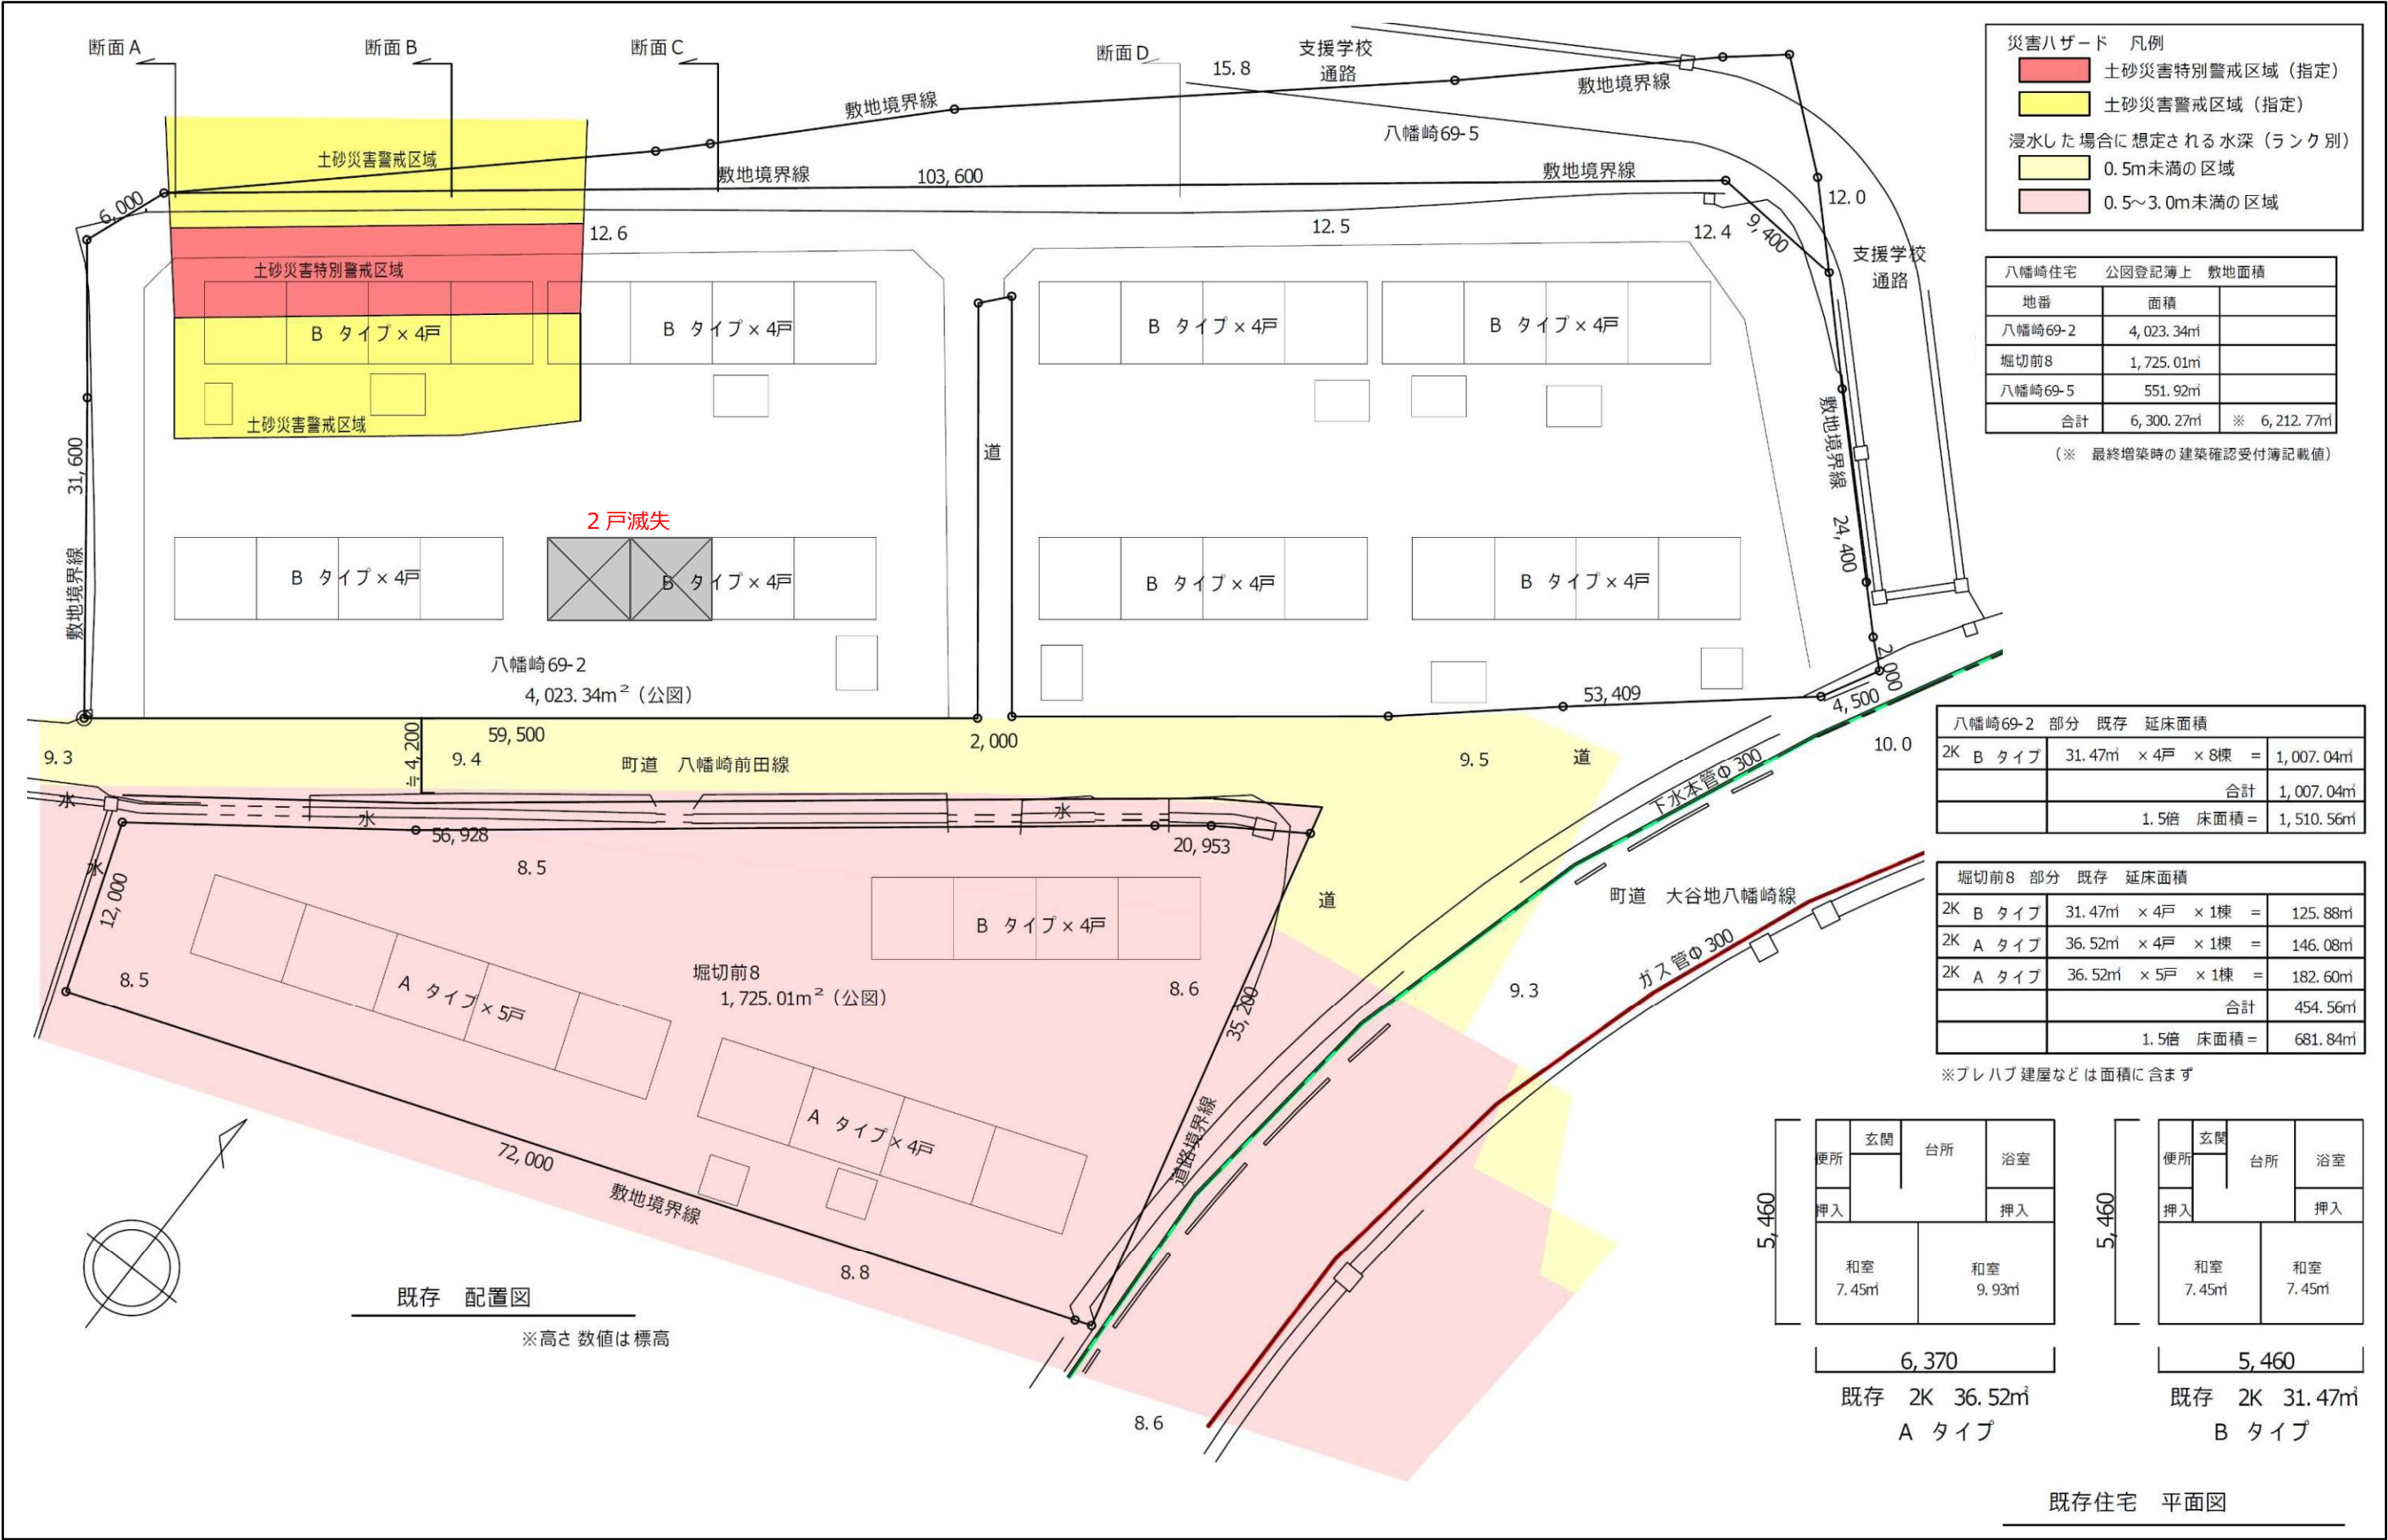 断面A
断面B
断面C
断面D
15.8
支援学校
通路
敷地境界線
敷地境界線
八幡崎69-5
土砂災害警戒区域
敷地境界線
103,600
敷地境界線
6,000
12.0
12.6
12.5
12.4
9,400
支援学校
通路
土砂災害特別警戒区域
B タイプ×4戸
B タイプ×4戸
B タイプ×4戸
B タイプ×4戸
土砂災害警戒区域
道
31,600
敷地境界線
敷地境界線
24,400
2戸滅失
B タイプ×4戸
B タイプ×4戸
B タイプ×4戸
B タイプ×4戸
八幡崎69-2
4,023.34m²(公図)
53,409
2,000
4,500
59,500
2,000
≒4,200
9.3
9.4
町道 八幡崎前田線
9.5
道
10.0
下水本管Φ300
水
水
水
水
56,928
20,953
8.5
12,000
道
町道 大谷地八幡崎線
B タイプ×4戸
ガス管Φ300
8.5
A タイプ×5戸
堀切前8
1,725.01m²(公図)
8.6
35,200
9.3
A タイプ×4戸
道路境界線
72,000
敷地境界線
8.8
8.6
既存 配置図
※高さ数値は標高
災害ハザード 凡例
土砂災害特別警戒区域(指定)
土砂災害警戒区域(指定)
浸水した場合に想定される水深(ランク別)
0.5m未満の区域
0.5～3.0m未満の区域
八幡崎住宅 公図登記簿上 敷地面積
地番 面積
八幡崎69-2 4,023.34㎡
堀切前8 1,725.01㎡
八幡崎69-5 551.92㎡
合計 6,300.27㎡ ※ 6,212.77㎡
(※ 最終増築時の建築確認受付簿記載値)
八幡崎69-2 部分 既存 延床面積
2K B タイプ 31.47㎡ ×4戸 ×8棟 = 1,007.04㎡
合計 1,007.04㎡
1.5倍 床面積= 1,510.56㎡
堀切前8 部分 既存 延床面積
2K B タイプ 31.47㎡ ×4戸 ×1棟 = 125.88㎡
2K A タイプ 36.52㎡ ×4戸 ×1棟 = 146.08㎡
2K A タイプ 36.52㎡ ×5戸 ×1棟 = 182.60㎡
合計 454.56㎡
1.5倍 床面積= 681.84㎡
※プレハブ建屋などは面積に含まず
便所 玄関 台所 浴室
押入 押入
和室 和室
7.45㎡ 9.93㎡
5,460
6,370
既存 2K 36.52㎡
A タイプ
便所 玄関 台所 浴室
押入 押入
和室 和室
7.45㎡ 7.45㎡
5,460
5,460
既存 2K 31.47㎡
B タイプ
既存住宅 平面図